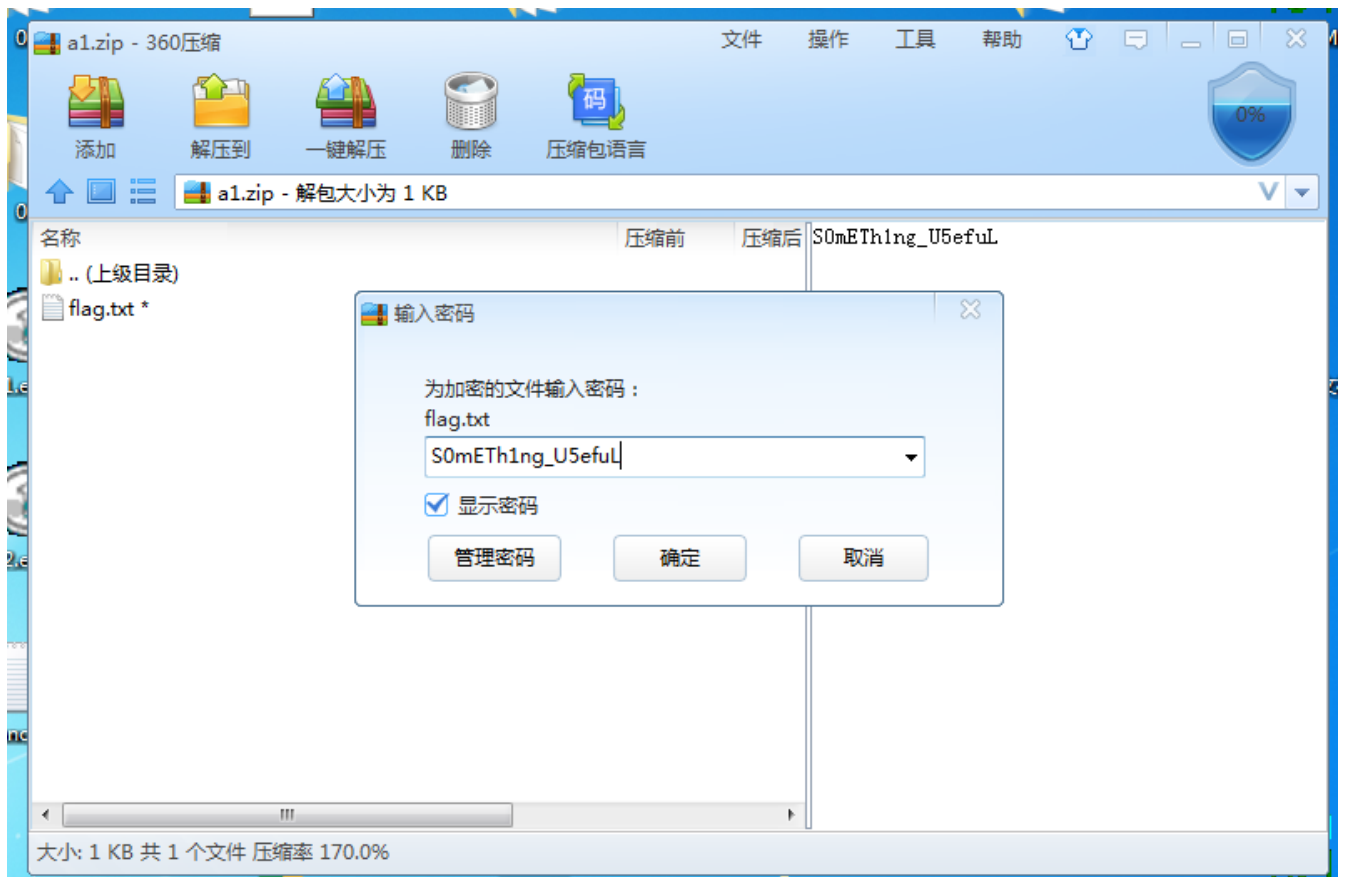 a1.zip - 360压缩
文件 操作 工具 帮助
0%
码
添加 解压到 一键解压 删除 压缩包语言
a1.zip - 解包大小为 1 KB
名称 压缩前 压缩后
S0mETh1ng_U5efuL
.. (上级目录)
flag.txt *
输入密码
为加密的文件输入密码：
flag.txt
S0mETh1ng_U5efuL
显示密码
管理密码 确定 取消
大小: 1 KB 共 1 个文件 压缩率 170.0%